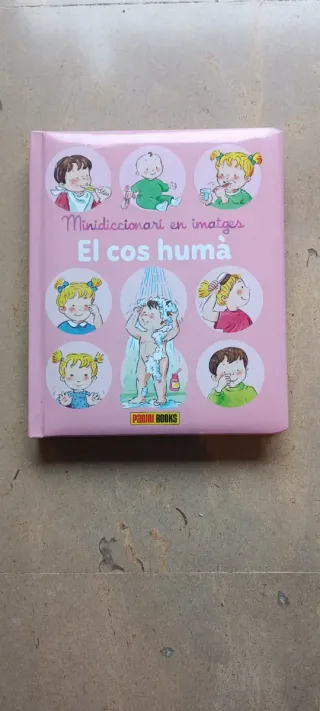 Minidiccionari en imatges
El cos humà
PANINI BOOKS